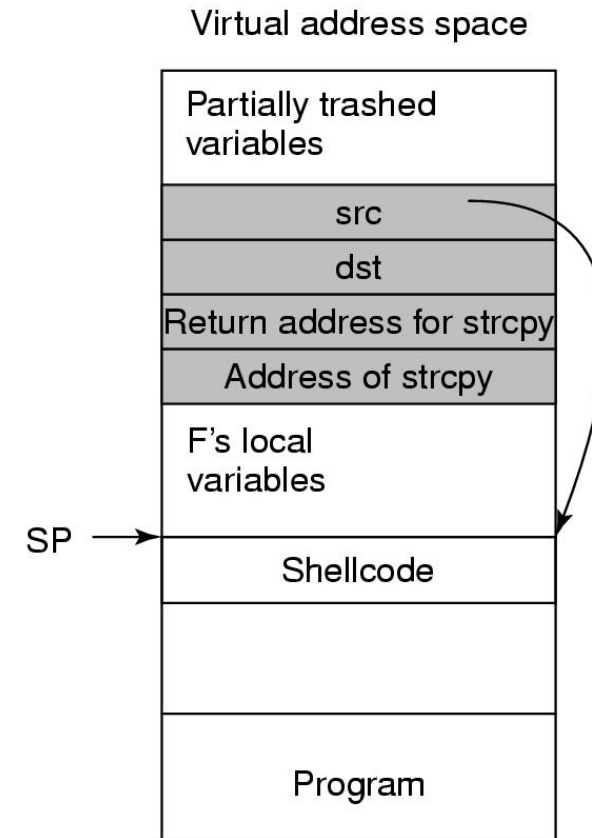 Virtual address space
Partially trashed
variables
src
dst
Return address for strcpy
Address of strcpy
F's local
variables
SP
Shellcode
Program